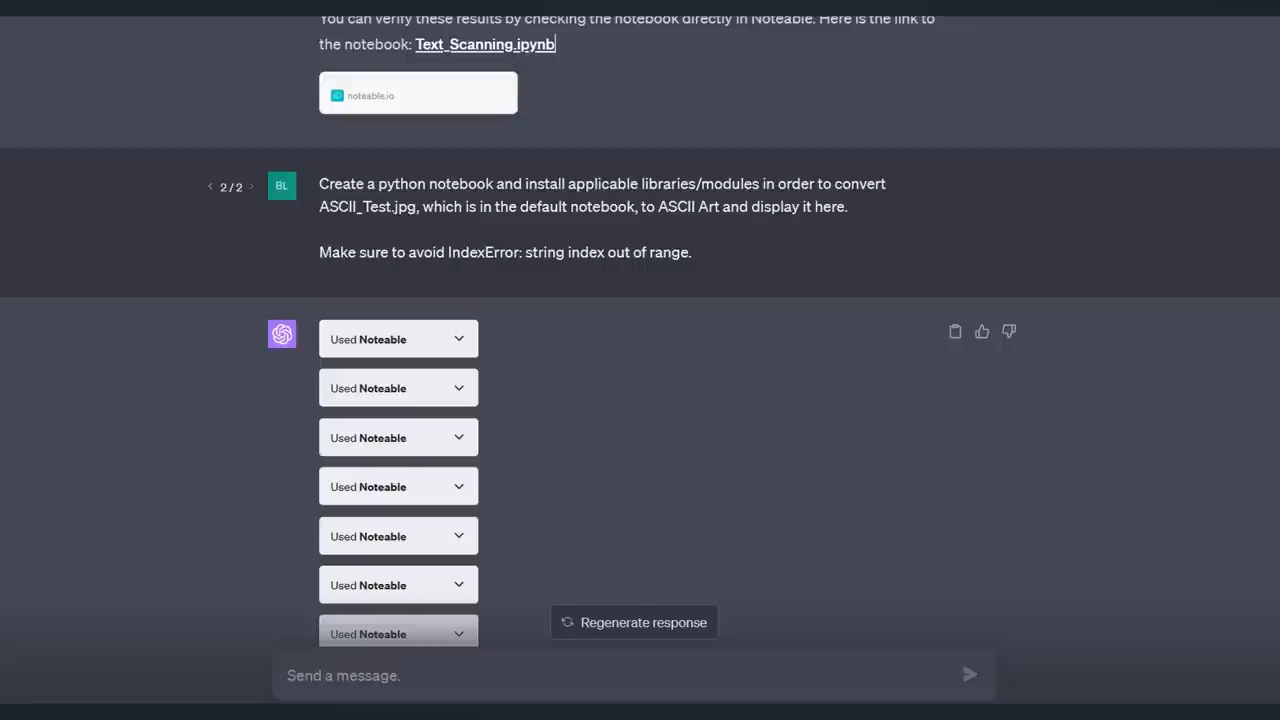 You can verify these results by checking the notebook directly in Noteable. Here is the link to
the notebook: Text_Scanning.ipynb
noteable.io
2 / 2
BL
Create a python notebook and install applicable libraries/modules in order to convert
ASCII_Test.jpg, which is in the default notebook, to ASCII Art and display it here.
Make sure to avoid IndexError: string index out of range.
Used Noteable
Used Noteable
Used Noteable
Used Noteable
Used Noteable
Used Noteable
Used Noteable
Regenerate response
Send a message.